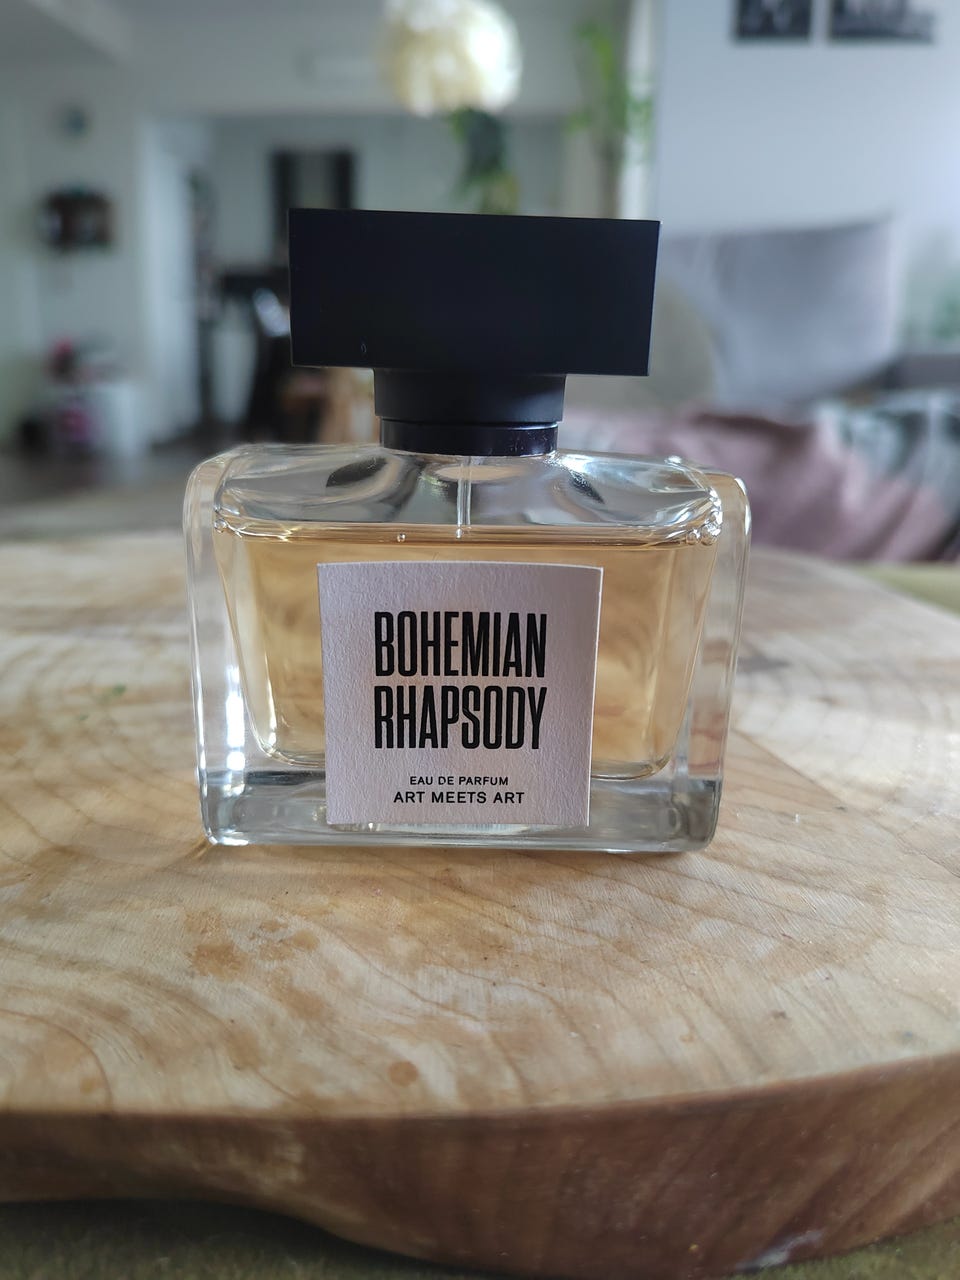 BOHEMIAN
RHAPSODY
EAU DE PARFUM
ART MEETS ART